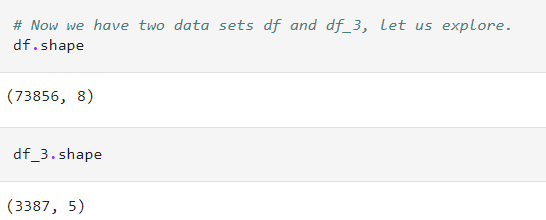 # Now we have two data sets df and df_3, let us explore.
df.shape
(73856, 8)
df_3.shape
(3387, 5)